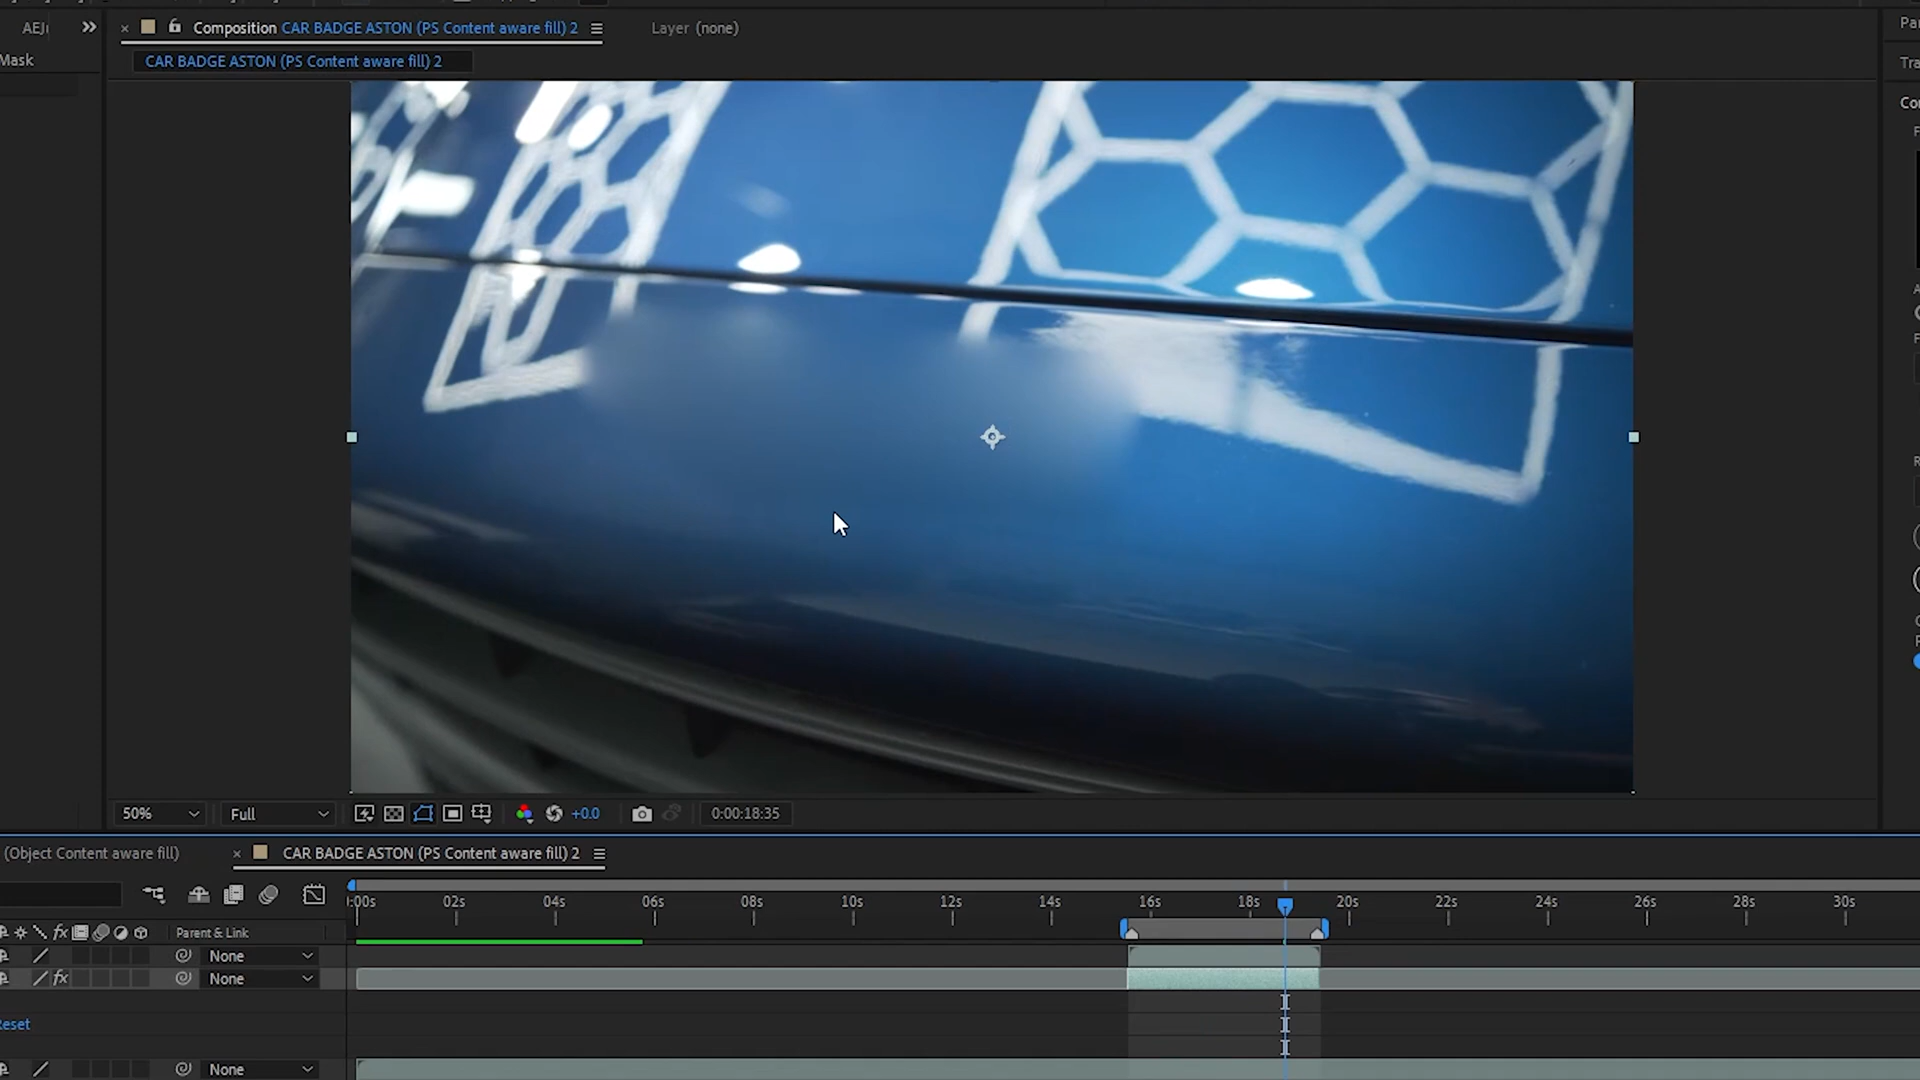 Composition CAR BADGE ASTON (PS Content aware fill) 2
Layer (none)
Mask
CAR BADGE ASTON (PS Content aware fill) 2
50%
Full
+0.0
0:00:18:35
(Object Content aware fill)
CAR BADGE ASTON (PS Content aware fill) 2
:00s 02s 04s 06s 08s 10s 12s 14s 16s 18s 20s 22s 24s 26s 28s 30s
fx
Parent & Link
None
fx
None
Reset
None